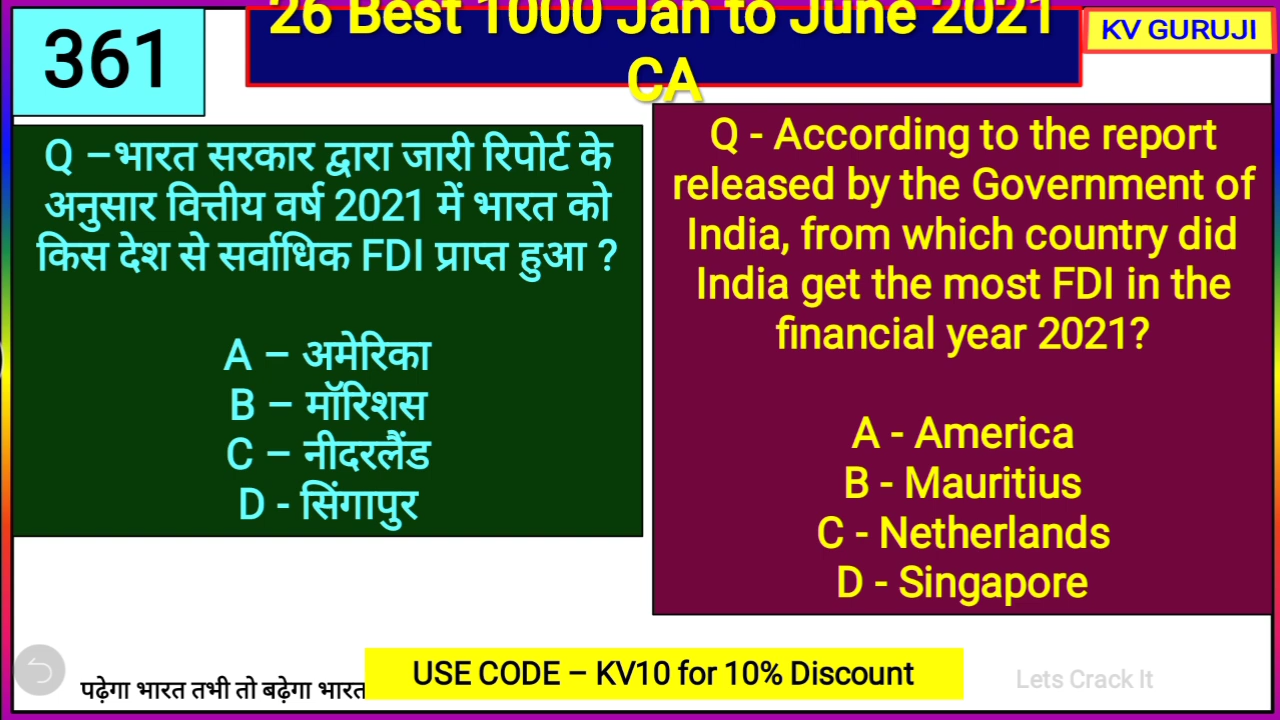 361
26 Best 1000 Jan to June 2021
CA
KV GURUJI
Q –भारत सरकार द्वारा जारी रिपोर्ट के
अनुसार वित्तीय वर्ष 2021 में भारत को
किस देश से सर्वाधिक FDI प्राप्त हुआ ?
A – अमेरिका
B – मॉरिशस
C – नीदरलैंड
D - सिंगापुर
Q - According to the report
released by the Government of
India, from which country did
India get the most FDI in the
financial year 2021?
A - America
B - Mauritius
C - Netherlands
D - Singapore
पढ़ेगा भारत तभी तो बढ़ेगा भारत
USE CODE – KV10 for 10% Discount
Lets Crack It